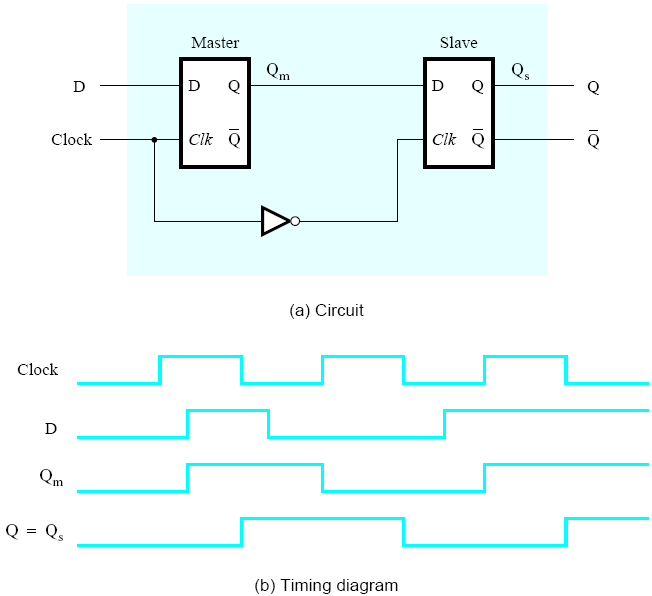 Master Slave
D D Q Qm D Q Qs Q
Clock Clk Q̅ Clk Q̅ Q̅
(a) Circuit
Clock
D
Qm
Q = Qs
(b) Timing diagram